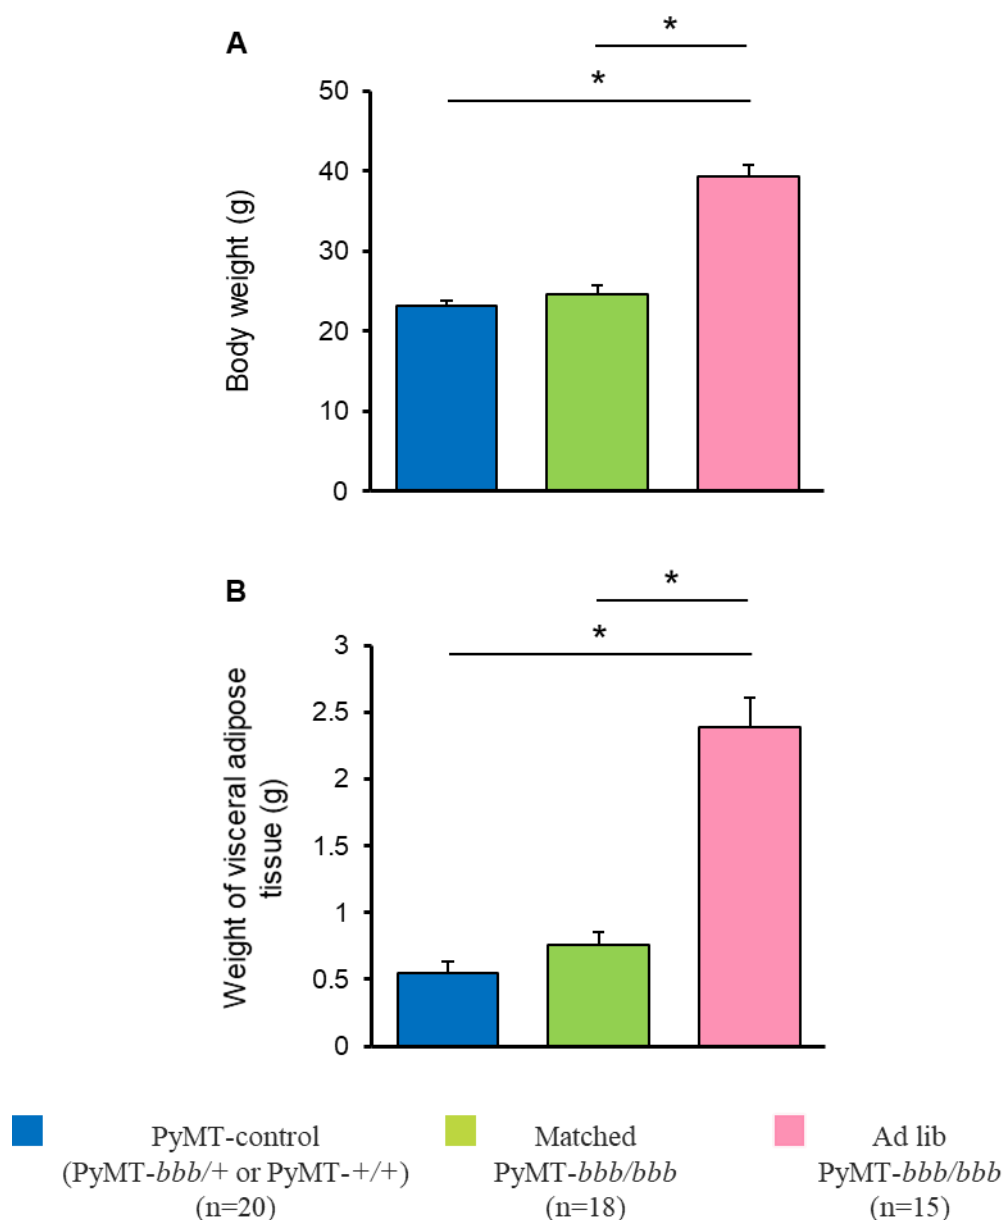 A
*
*
50
40
30
20
10
0
Body weight (g)
B
*
*
3
2.5
2
1.5
1
0.5
0
Weight of visceral adipose
tissue (g)
PyMT-control
(PyMT-bbb/+ or PyMT-+/+)
(n=20)
Matched
PyMT-bbb/bbb
(n=18)
Ad lib
PyMT-bbb/bbb
(n=15)